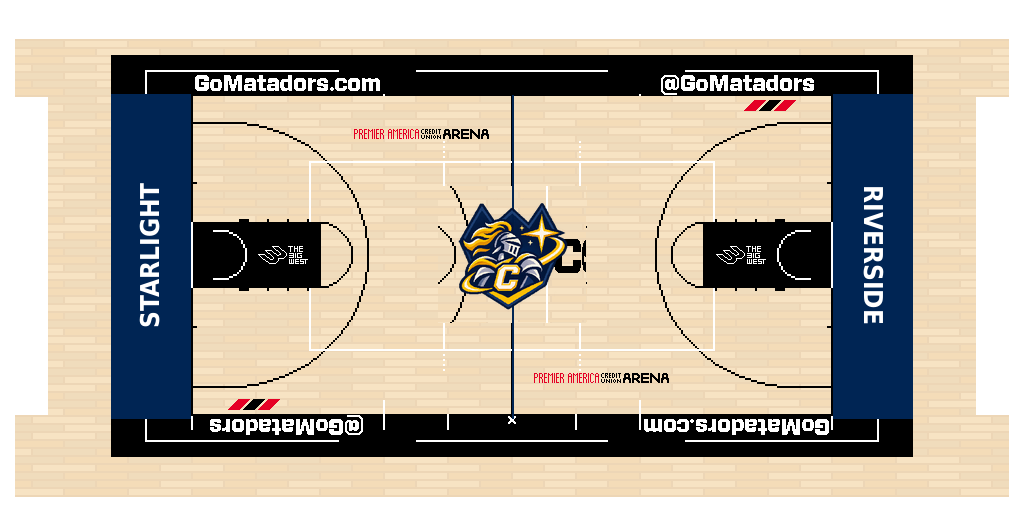 GoMatadors.com
@GoMatadors
PREMIER AMERICA CREDIT UNION ARENA
STARLIGHT
THE BIG WEST
C
THE BIG WEST
RIVERSIDE
PREMIER AMERICA CREDIT UNION ARENA
@GoMatadors
GoMatadors.com